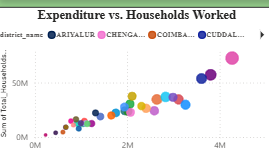 Expenditure vs. Households Worked
district_name ARIYALUR CHENGA... COIMBA... CUDDAL...
Sum of Total_Households..
50M
0M
0M 2M 4M